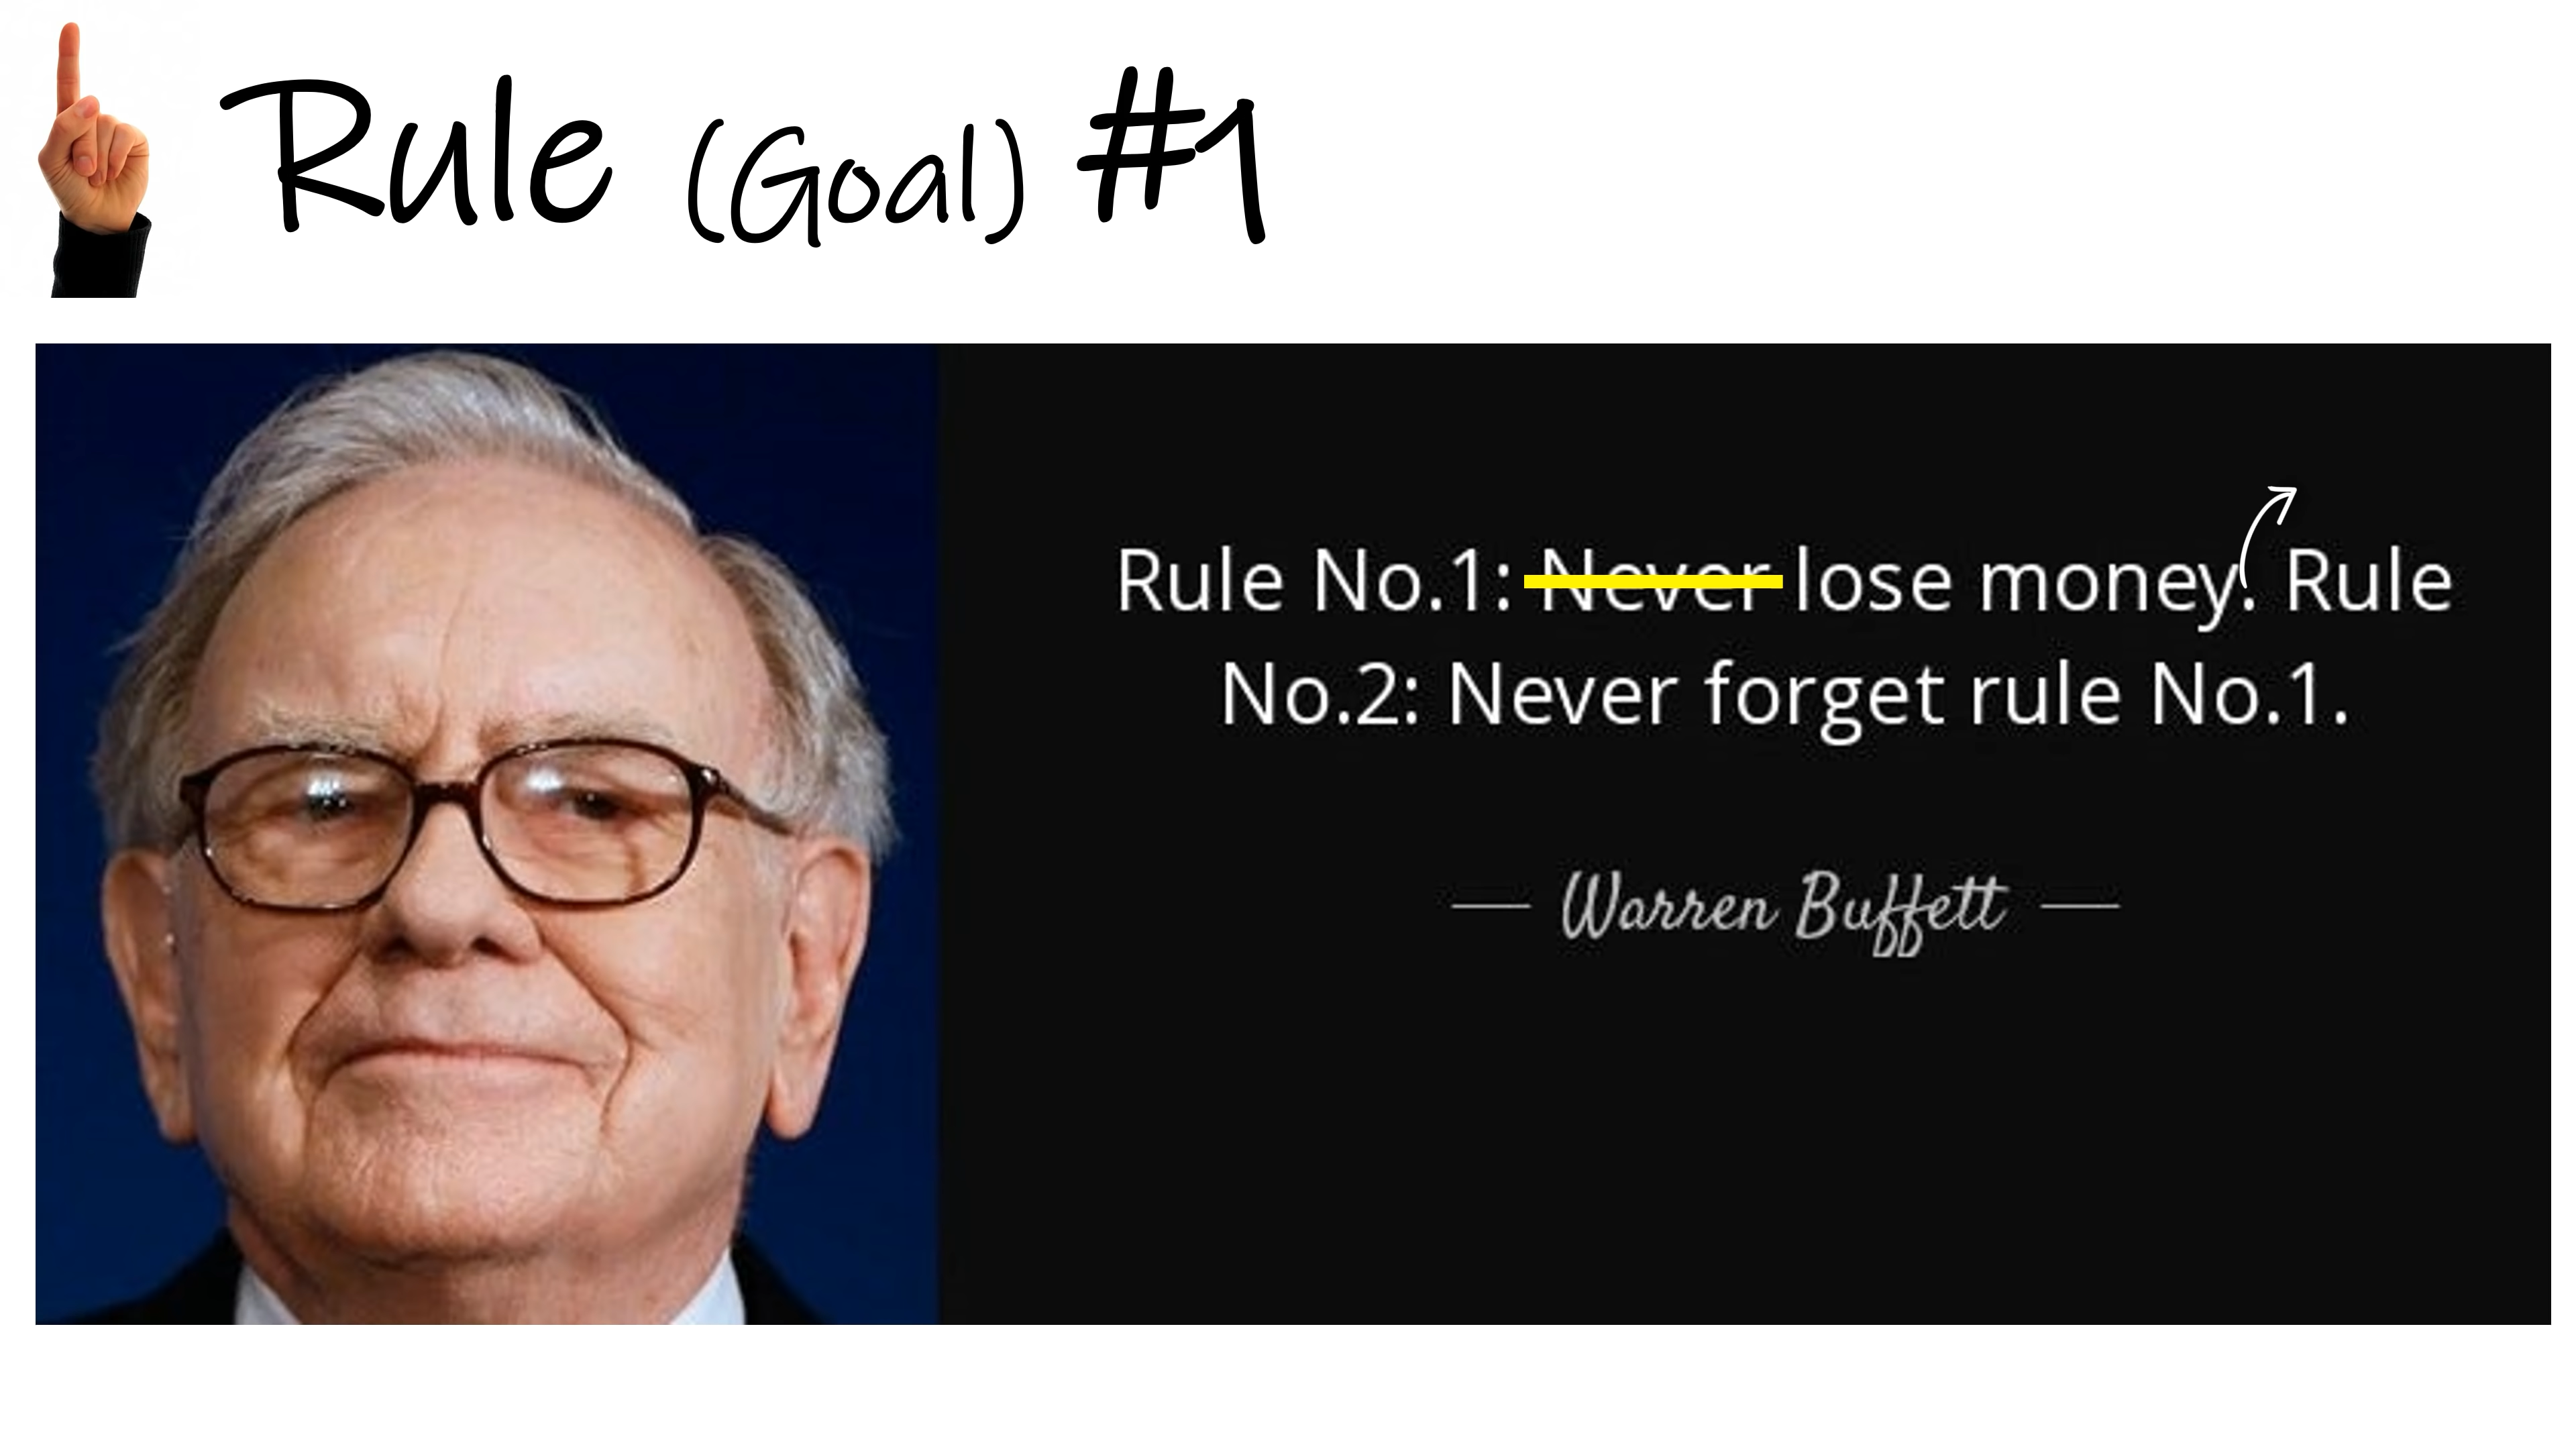 Rule (Goal) #1
Rule No.1: Never lose money. Rule
No.2: Never forget rule No.1.
Warren Buffett